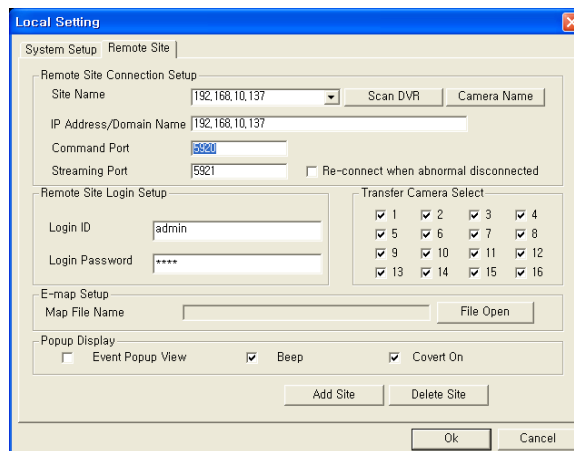 Local Setting
System Setup Remote Site
Remote Site Connection Setup
Site Name 192,168,10,137 Scan DVR Camera Name
IP Address/Domain Name 192,168,10,137
Command Port 5920
Streaming Port 5921 Re-connect when abnormal disconnected
Remote Site Login Setup Transfer Camera Select
1 2 3 4
Login ID admin 5 6 7 8
9 10 11 12
Login Password **** 13 14 15 16
E-map Setup
Map File Name File Open
Popup Display
Event Popup View Beep Covert On
Add Site Delete Site
Ok Cancel